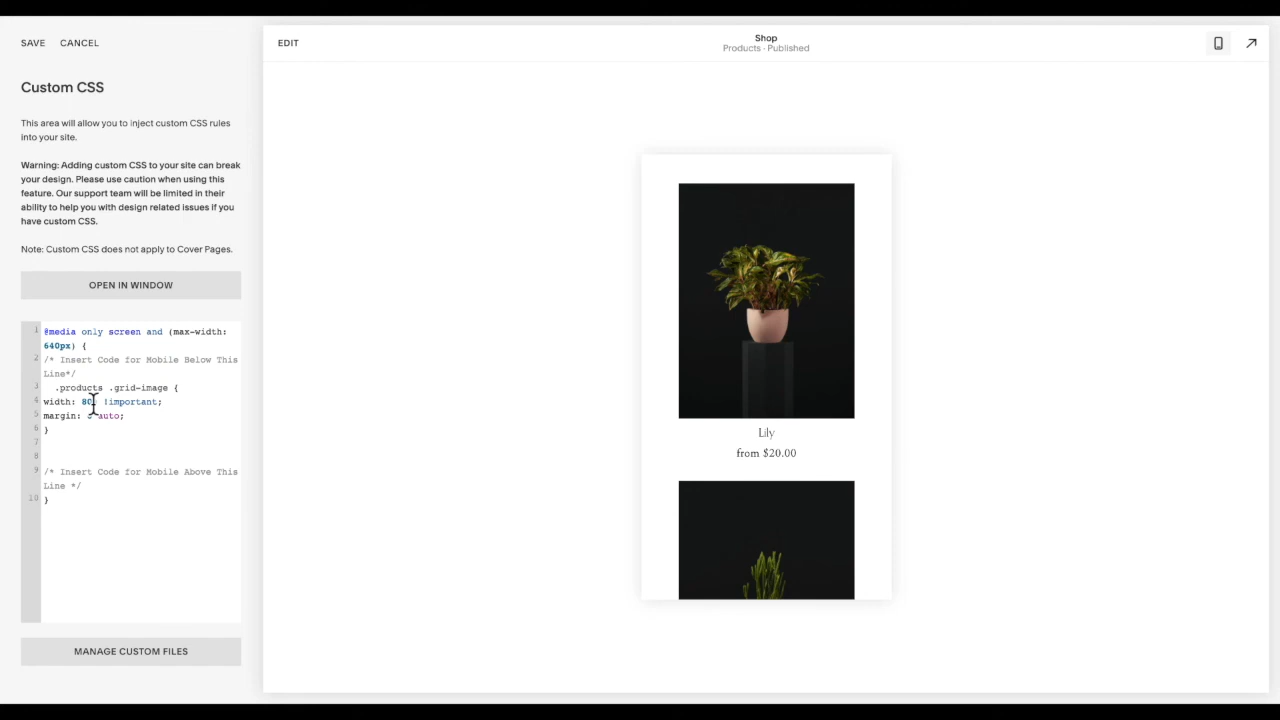 SAVE CANCEL
Custom CSS
This area will allow you to inject custom CSS rules
into your site.
Warning: Adding custom CSS to your site can break
your design. Please use caution when using this
feature. Our support team will be limited in their
ability to help you with design related issues if you
have custom CSS.
Note: Custom CSS does not apply to Cover Pages.
OPEN IN WINDOW
1 @media only screen and (max-width:
640px) {
2 /* Insert Code for Mobile Below This
Line*/
3 .products .grid-image {
4 width: !important;
5 margin: auto;
6 }
7
8
9 /* Insert Code for Mobile Above This
Line */
10 }
MANAGE CUSTOM FILES
EDIT
Shop
Products · Published
Lily
from $20.00